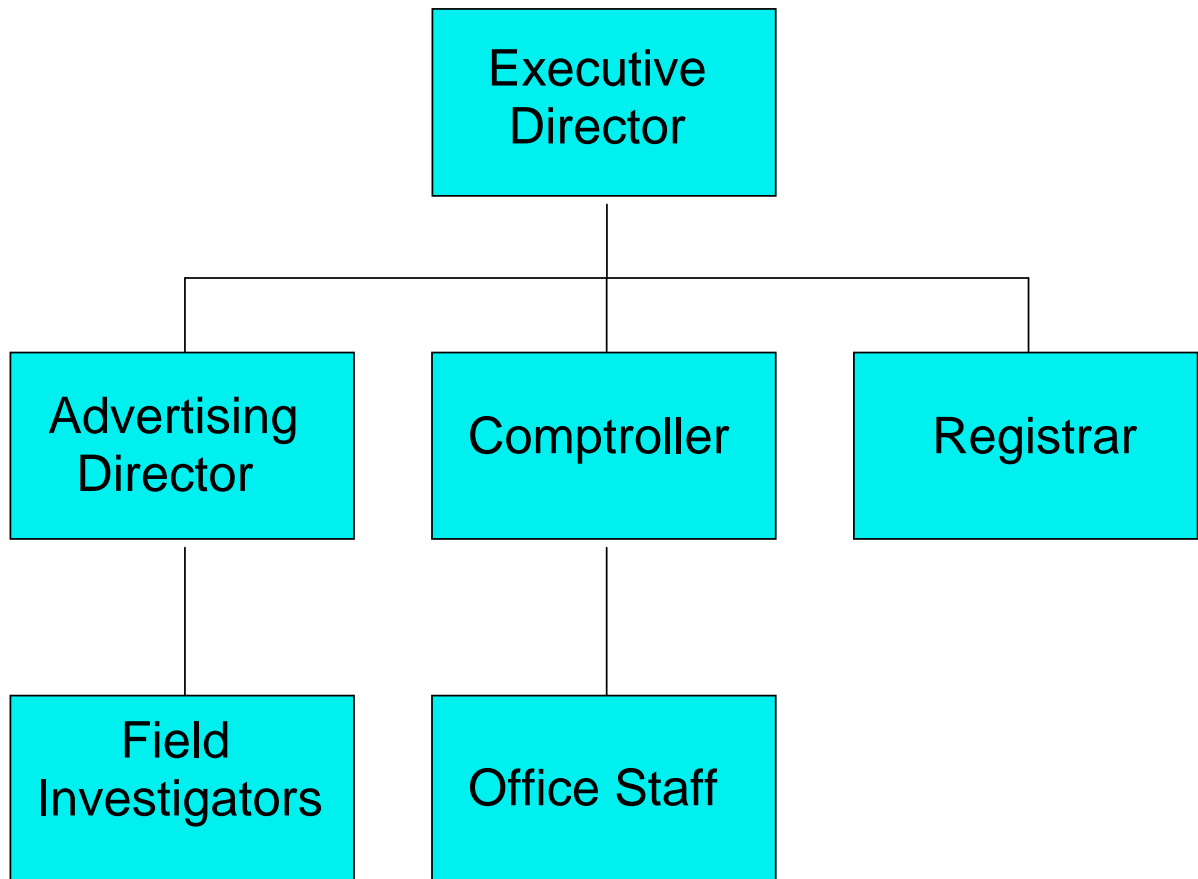 Executive
Director
Advertising
Director
Comptroller
Registrar
Field
Investigators
Office Staff